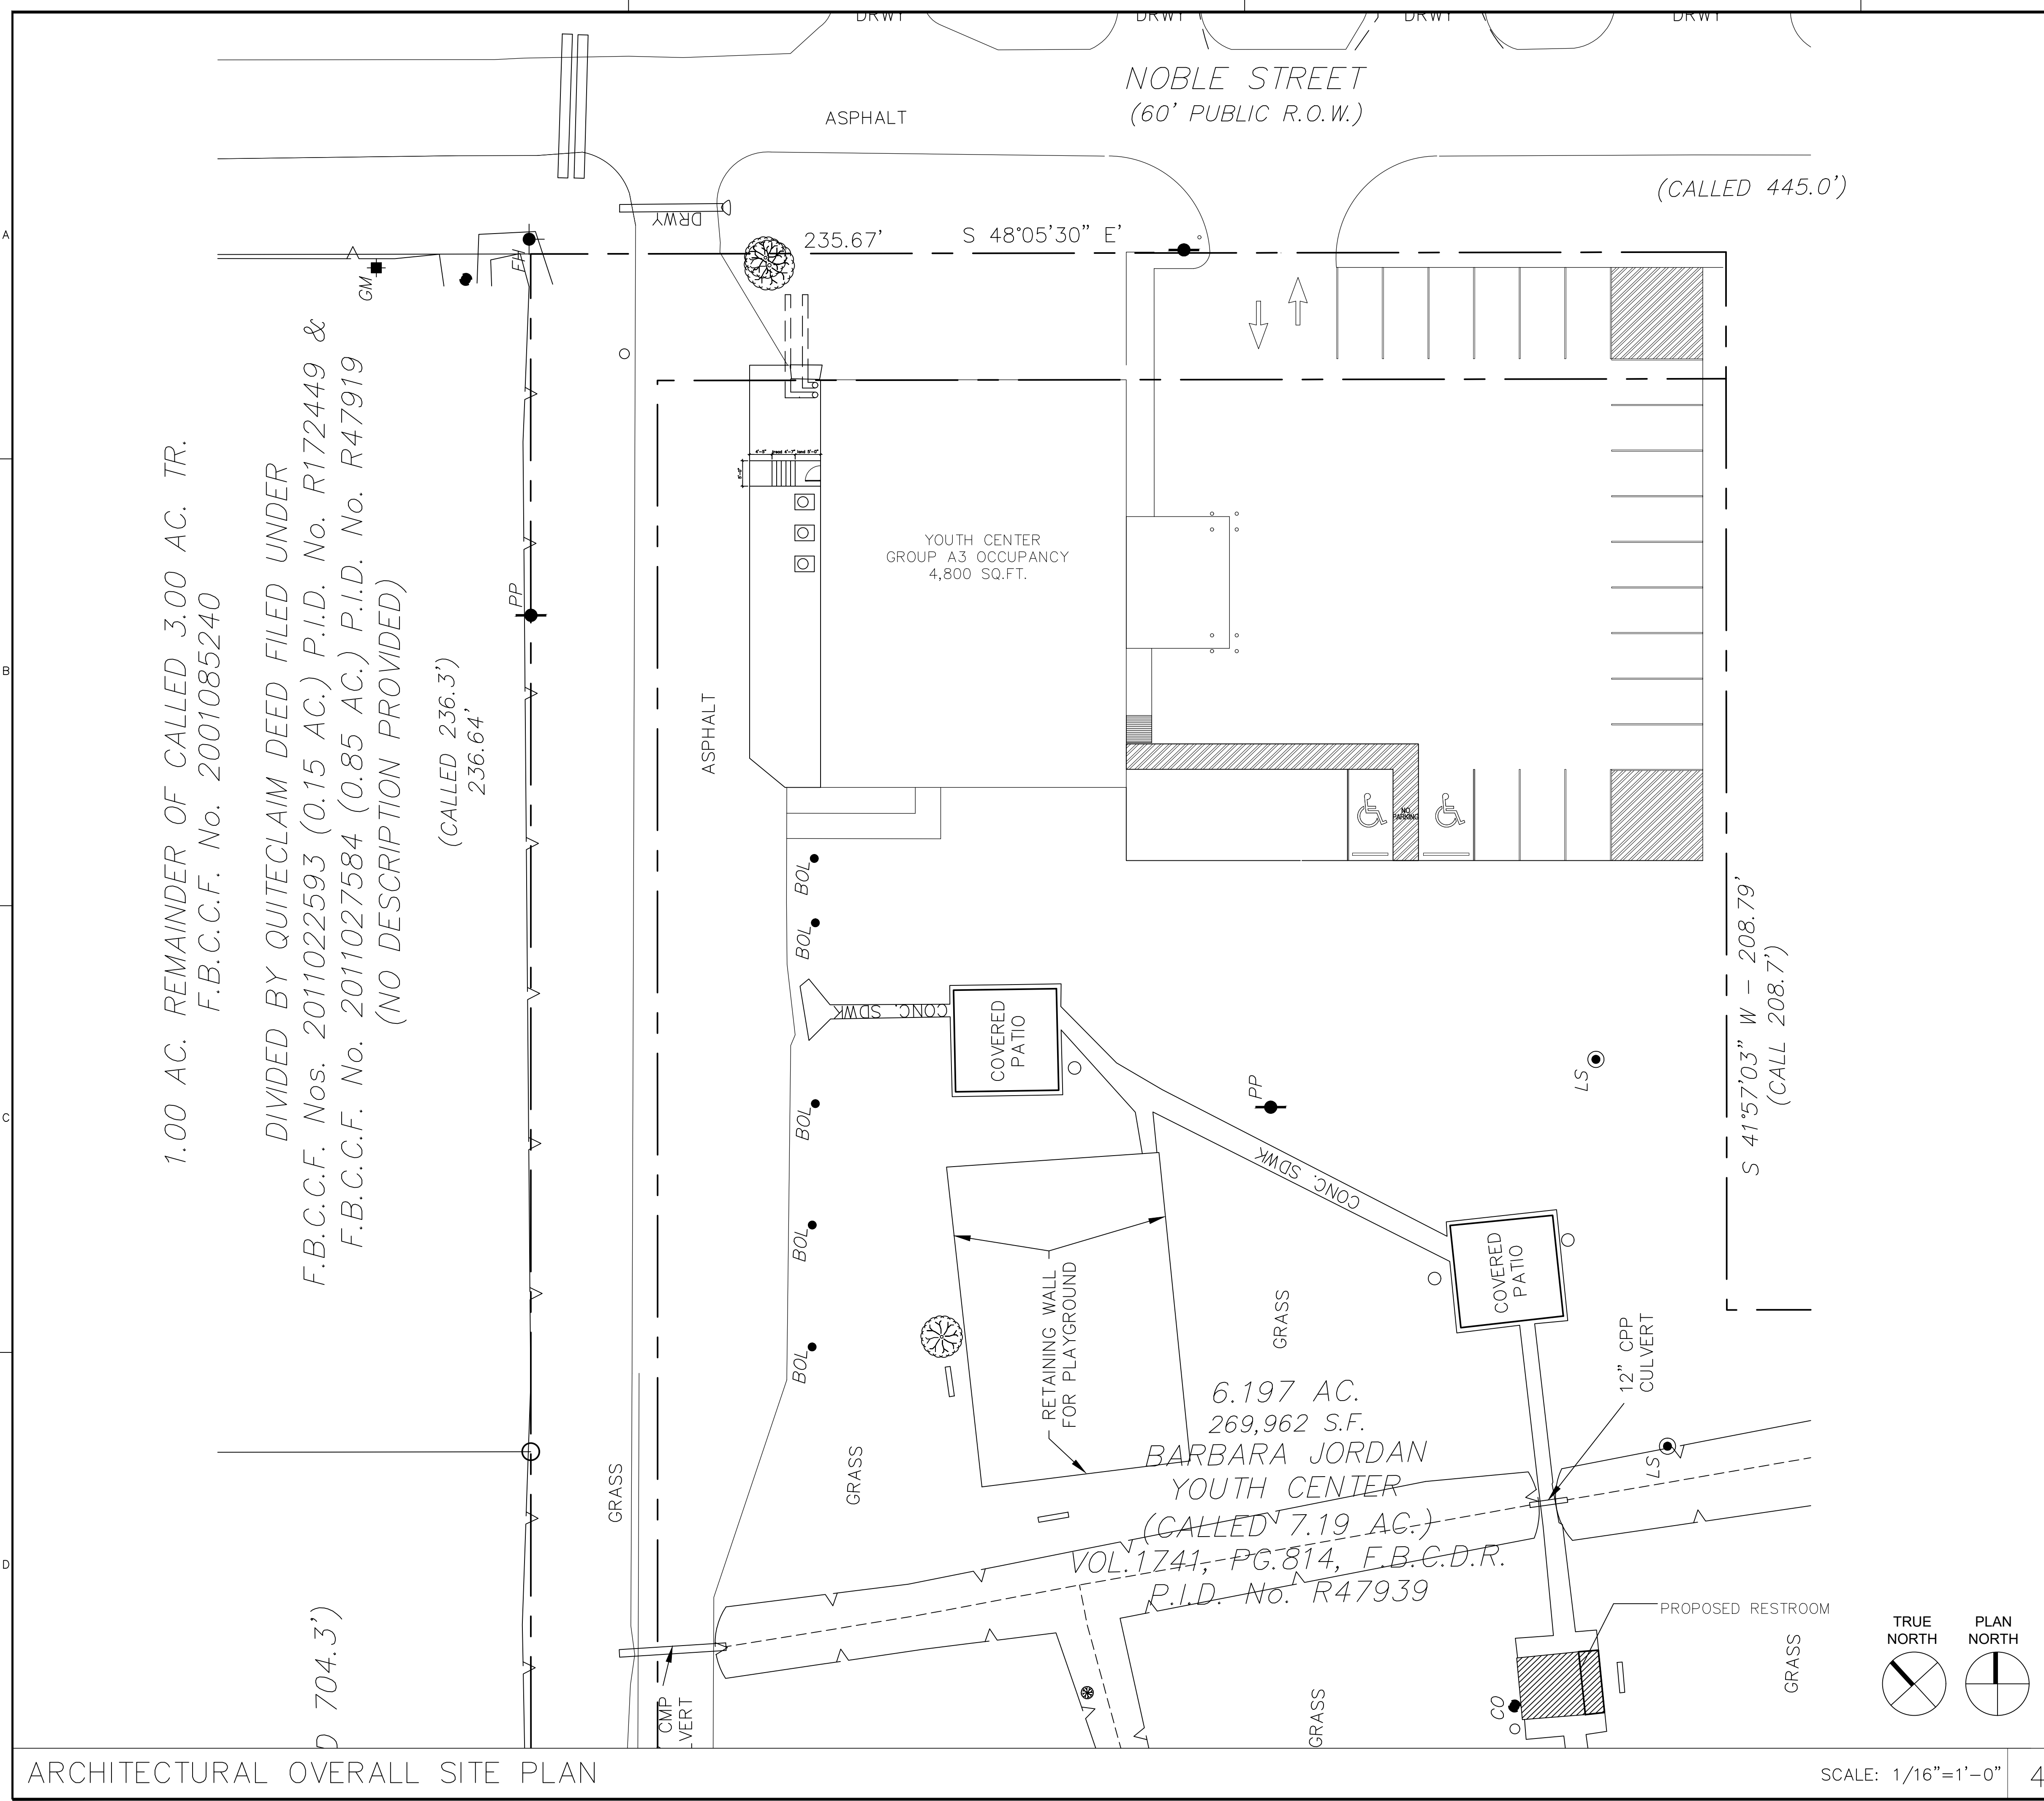 DRWY
DRWY
DRWY
DRWY
NOBLE STREET
(60' PUBLIC R.O.W.)
ASPHALT
(CALLED 445.0')
DRWY
235.67'
S 48°05'30" E'
GM
FH
A
1.00 AC. REMAINDER OF CALLED 3.00 AC. TR.
F.B.C.C.F. No. 2001085240
DIVIDED BY QUITECLAIM DEED FILED UNDER
F.B.C.C.F. Nos. 2011022593 (0.15 AC.) P.I.D. No. R172449 &
F.B.C.C.F. No. 2011027584 (0.85 AC.) P.I.D. No. R47919
(NO DESCRIPTION PROVIDED)
(CALLED 236.3')
236.64'
PP
B
ASPHALT
YOUTH CENTER
GROUP A3 OCCUPANCY
4,800 SQ.FT.
NO
PARKING
BOL
BOL
BOL
BOL
BOL
CONC. SDWK
COVERED
PATIO
PP
LS
CONC. SDWK
S 41°57'03" W - 208.79'
(CALL 208.7')
C
COVERED
PATIO
RETAINING WALL
FOR PLAYGROUND
GRASS
12" CPP
CULVERT
6.197 AC.
269,962 S.F.
BARBARA JORDAN
YOUTH CENTER
(CALLED 7.19 AC.)
VOL.1741, PG.814, F.B.C.D.R.
P.I.D. No. R47939
GRASS
GRASS
LS
D
D 704.3')
CMP
VERT
GRASS
CO
PROPOSED RESTROOM
GRASS
TRUE
NORTH
PLAN
NORTH
ARCHITECTURAL OVERALL SITE PLAN
SCALE: 1/16"=1'-0"
4